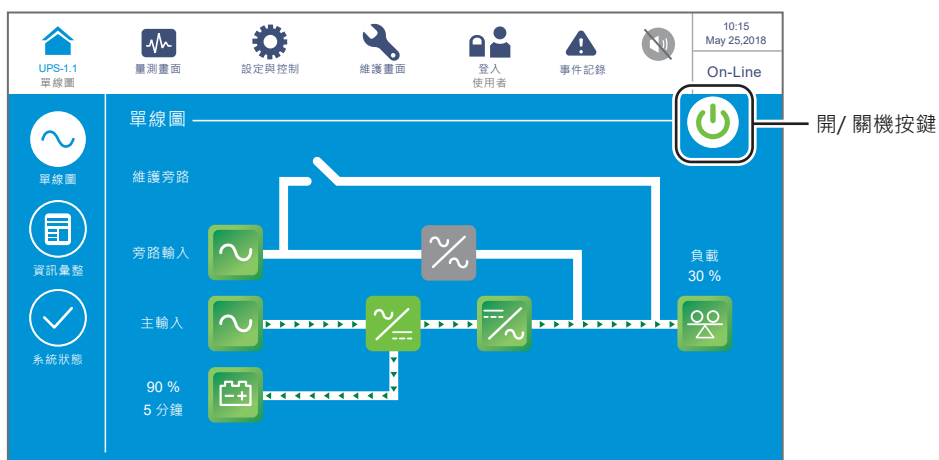 UPS-1.1
單線圖
量測畫面
設定與控制
維護畫面
登入
使用者
事件記錄
10:15
May 25,2018
On-Line
單線圖
資訊彙整
系統狀態
單線圖
開/ 關機按鍵
維護旁路
旁路輸入
負載
30 %
主輸入
90 %
5 分鐘